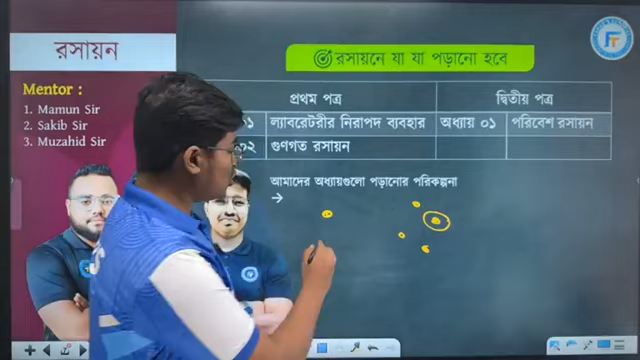 রসায়ন
রসায়নে যা যা পড়ানো হবে
Mentor :
1. Mamun Sir
2. Sakib Sir
3. Muzahid Sir
প্রথম পত্র
দ্বিতীয় পত্র
০১ ল্যাবরেটরীর নিরাপদ ব্যবহার
অধ্যায় ০১ পরিবেশ রসায়ন
০২ গুণগত রসায়ন
আমাদের অধ্যায়গুলো পড়ানোর পরিকল্পনা
→